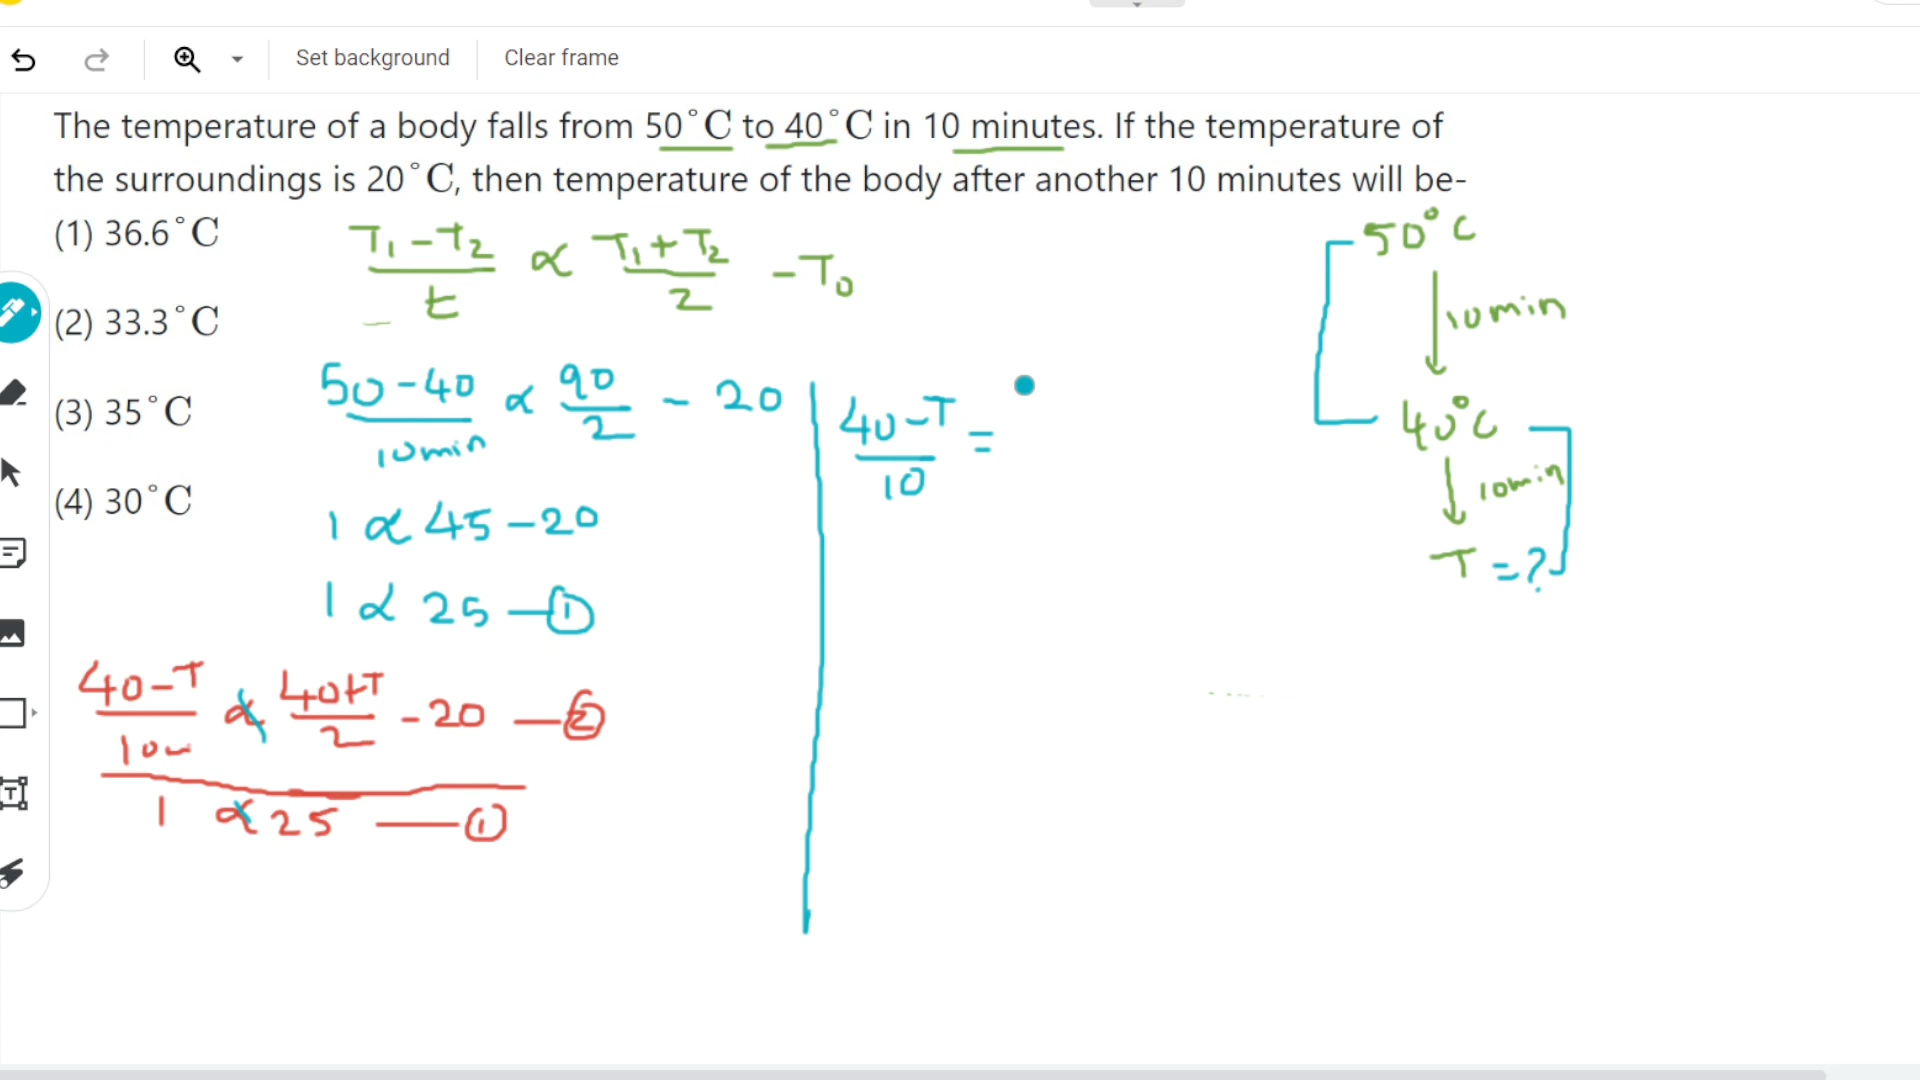 Set background Clear frame
The temperature of a body falls from 50°C to 40°C in 10 minutes. If the temperature of
the surroundings is 20°C, then temperature of the body after another 10 minutes will be-
(1) 36.6°C
(2) 33.3°C
(3) 35°C
(4) 30°C
(T₁ - T₂)/t ∝ (T₁ + T₂)/2 - T₀
(50 - 40)/10min ∝ 90/2 - 20
1 ∝ 45 - 20
1 ∝ 25 — ①
(40 - T)/10 ∝ (40+T)/2 - 20 — ②
1 ∝ 25 — ①
(40 - T)/10 =
50°C
10min
40°C
10min
T = ?